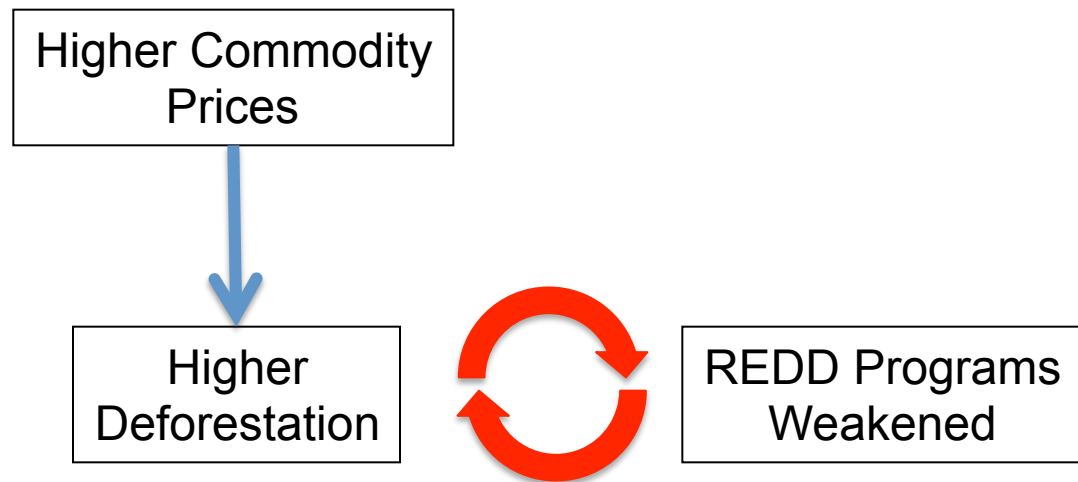 Higher Commodity
Prices
Higher
Deforestation
REDD Programs
Weakened